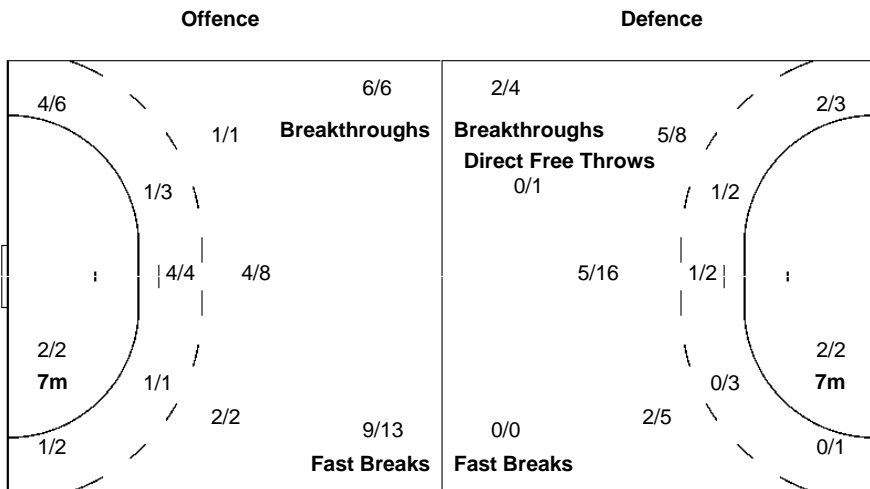 Offence Defence
6/6 2/4
4/6 2/3
1/1 Breakthroughs Breakthroughs 5/8
Direct Free Throws
1/3 0/1 1/2
4/4 4/8 5/16 1/2
2/2 2/2
7m 1/1 0/3 7m
2/2 9/13 0/0 2/5
1/2 0/1
Fast Breaks Fast Breaks